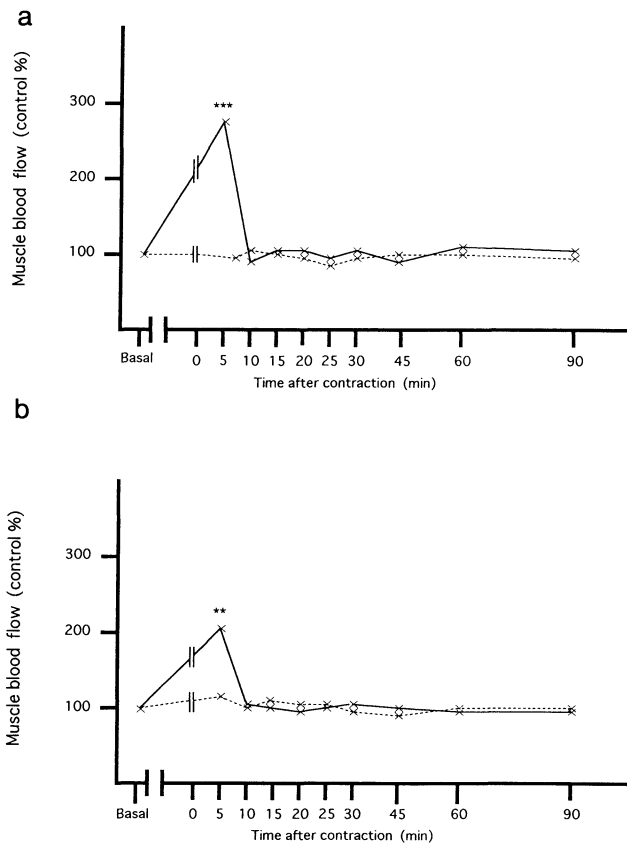 a
Muscle blood flow (control %)
300
200
100
***
Basal 0 5 10 15 20 25 30 45 60 90
Time after contraction (min)
b
Muscle blood flow (control %)
300
200
100
**
Basal 0 5 10 15 20 25 30 45 60 90
Time after contraction (min)